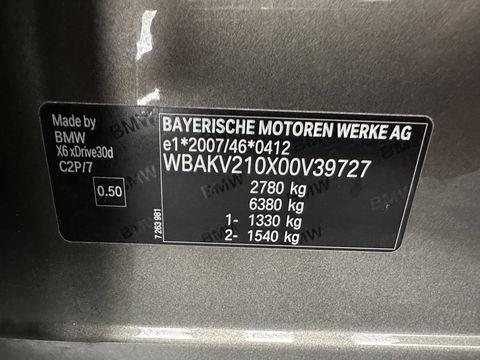 Made by
BMW
X6 xDrive30d
C2P/7
0.50
7 263 981
BAYERISCHE MOTOREN WERKE AG
e1*2007/46*0412
WBAKV210X00V39727
2780 kg
6380 kg
1- 1330 kg
2- 1540 kg